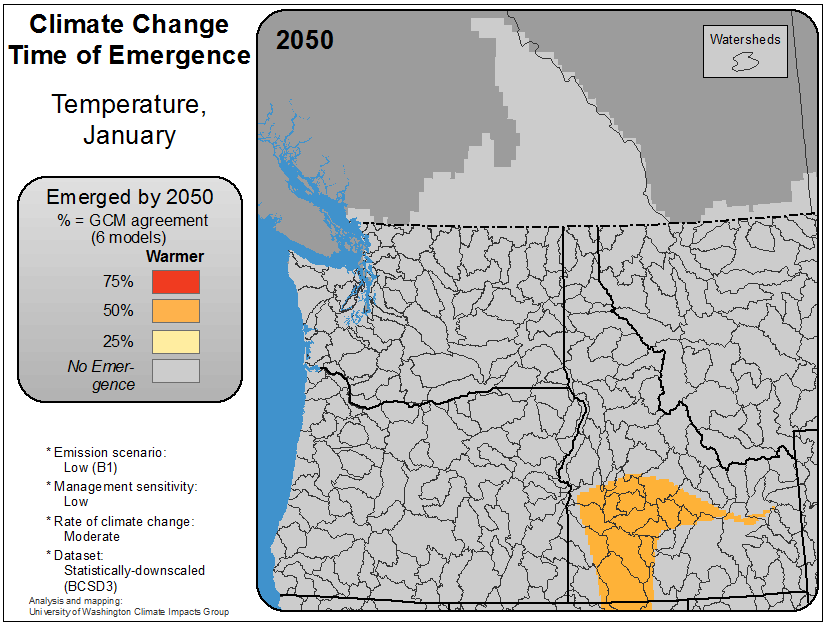 Climate Change
Time of Emergence
Temperature,
January
Emerged by 2050
% = GCM agreement
(6 models)
Warmer
75%
50%
25%
No Emer-
gence
* Emission scenario:
Low (B1)
* Management sensitivity:
Low
* Rate of climate change:
Moderate
* Dataset:
Statistically-downscaled
(BCSD3)
Analysis and mapping:
University of Washington Climate Impacts Group
2050
Watersheds